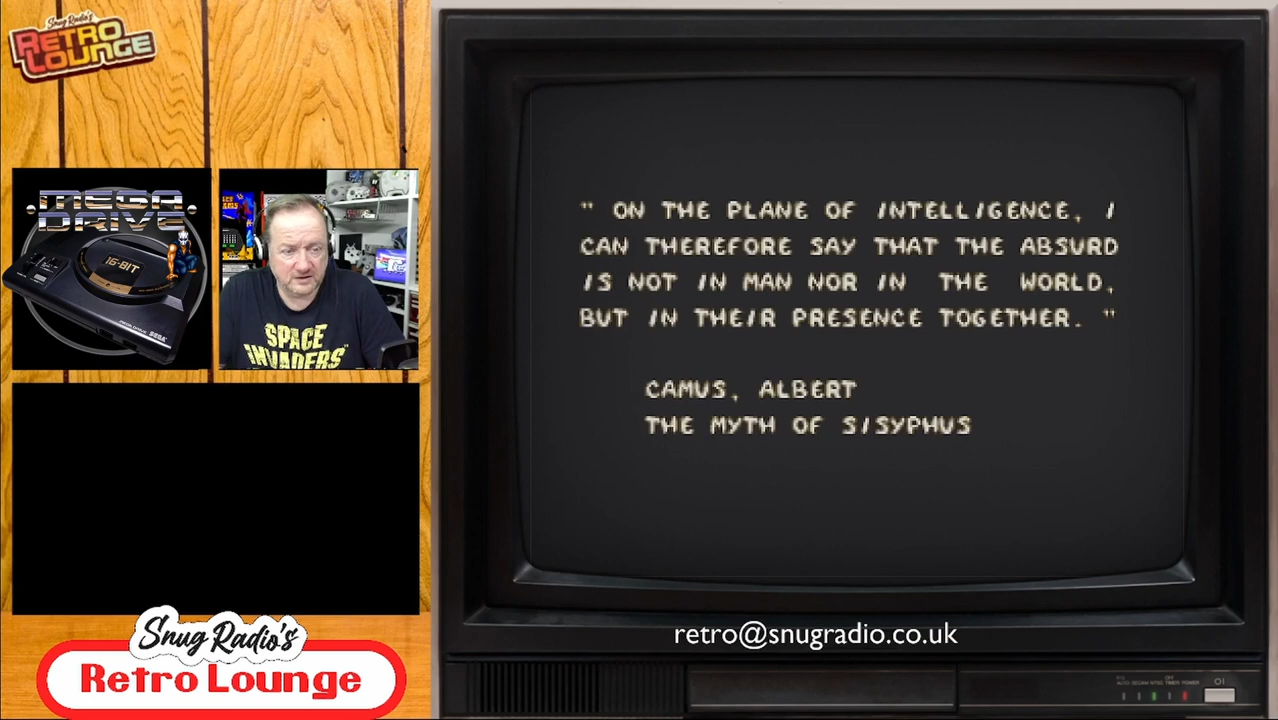 Snug Radio's
RETRO
LOUNGE
MEGA
DRIVE
16-BIT
SEGA
SPACE
INVADERS
" ON THE PLANE OF INTELLIGENCE, I
CAN THEREFORE SAY THAT THE ABSURD
IS NOT IN MAN NOR IN THE WORLD,
BUT IN THEIR PRESENCE TOGETHER. "
CAMUS, ALBERT
THE MYTH OF SISYPHUS
retro@snugradio.co.uk
Snug Radio's
Retro Lounge